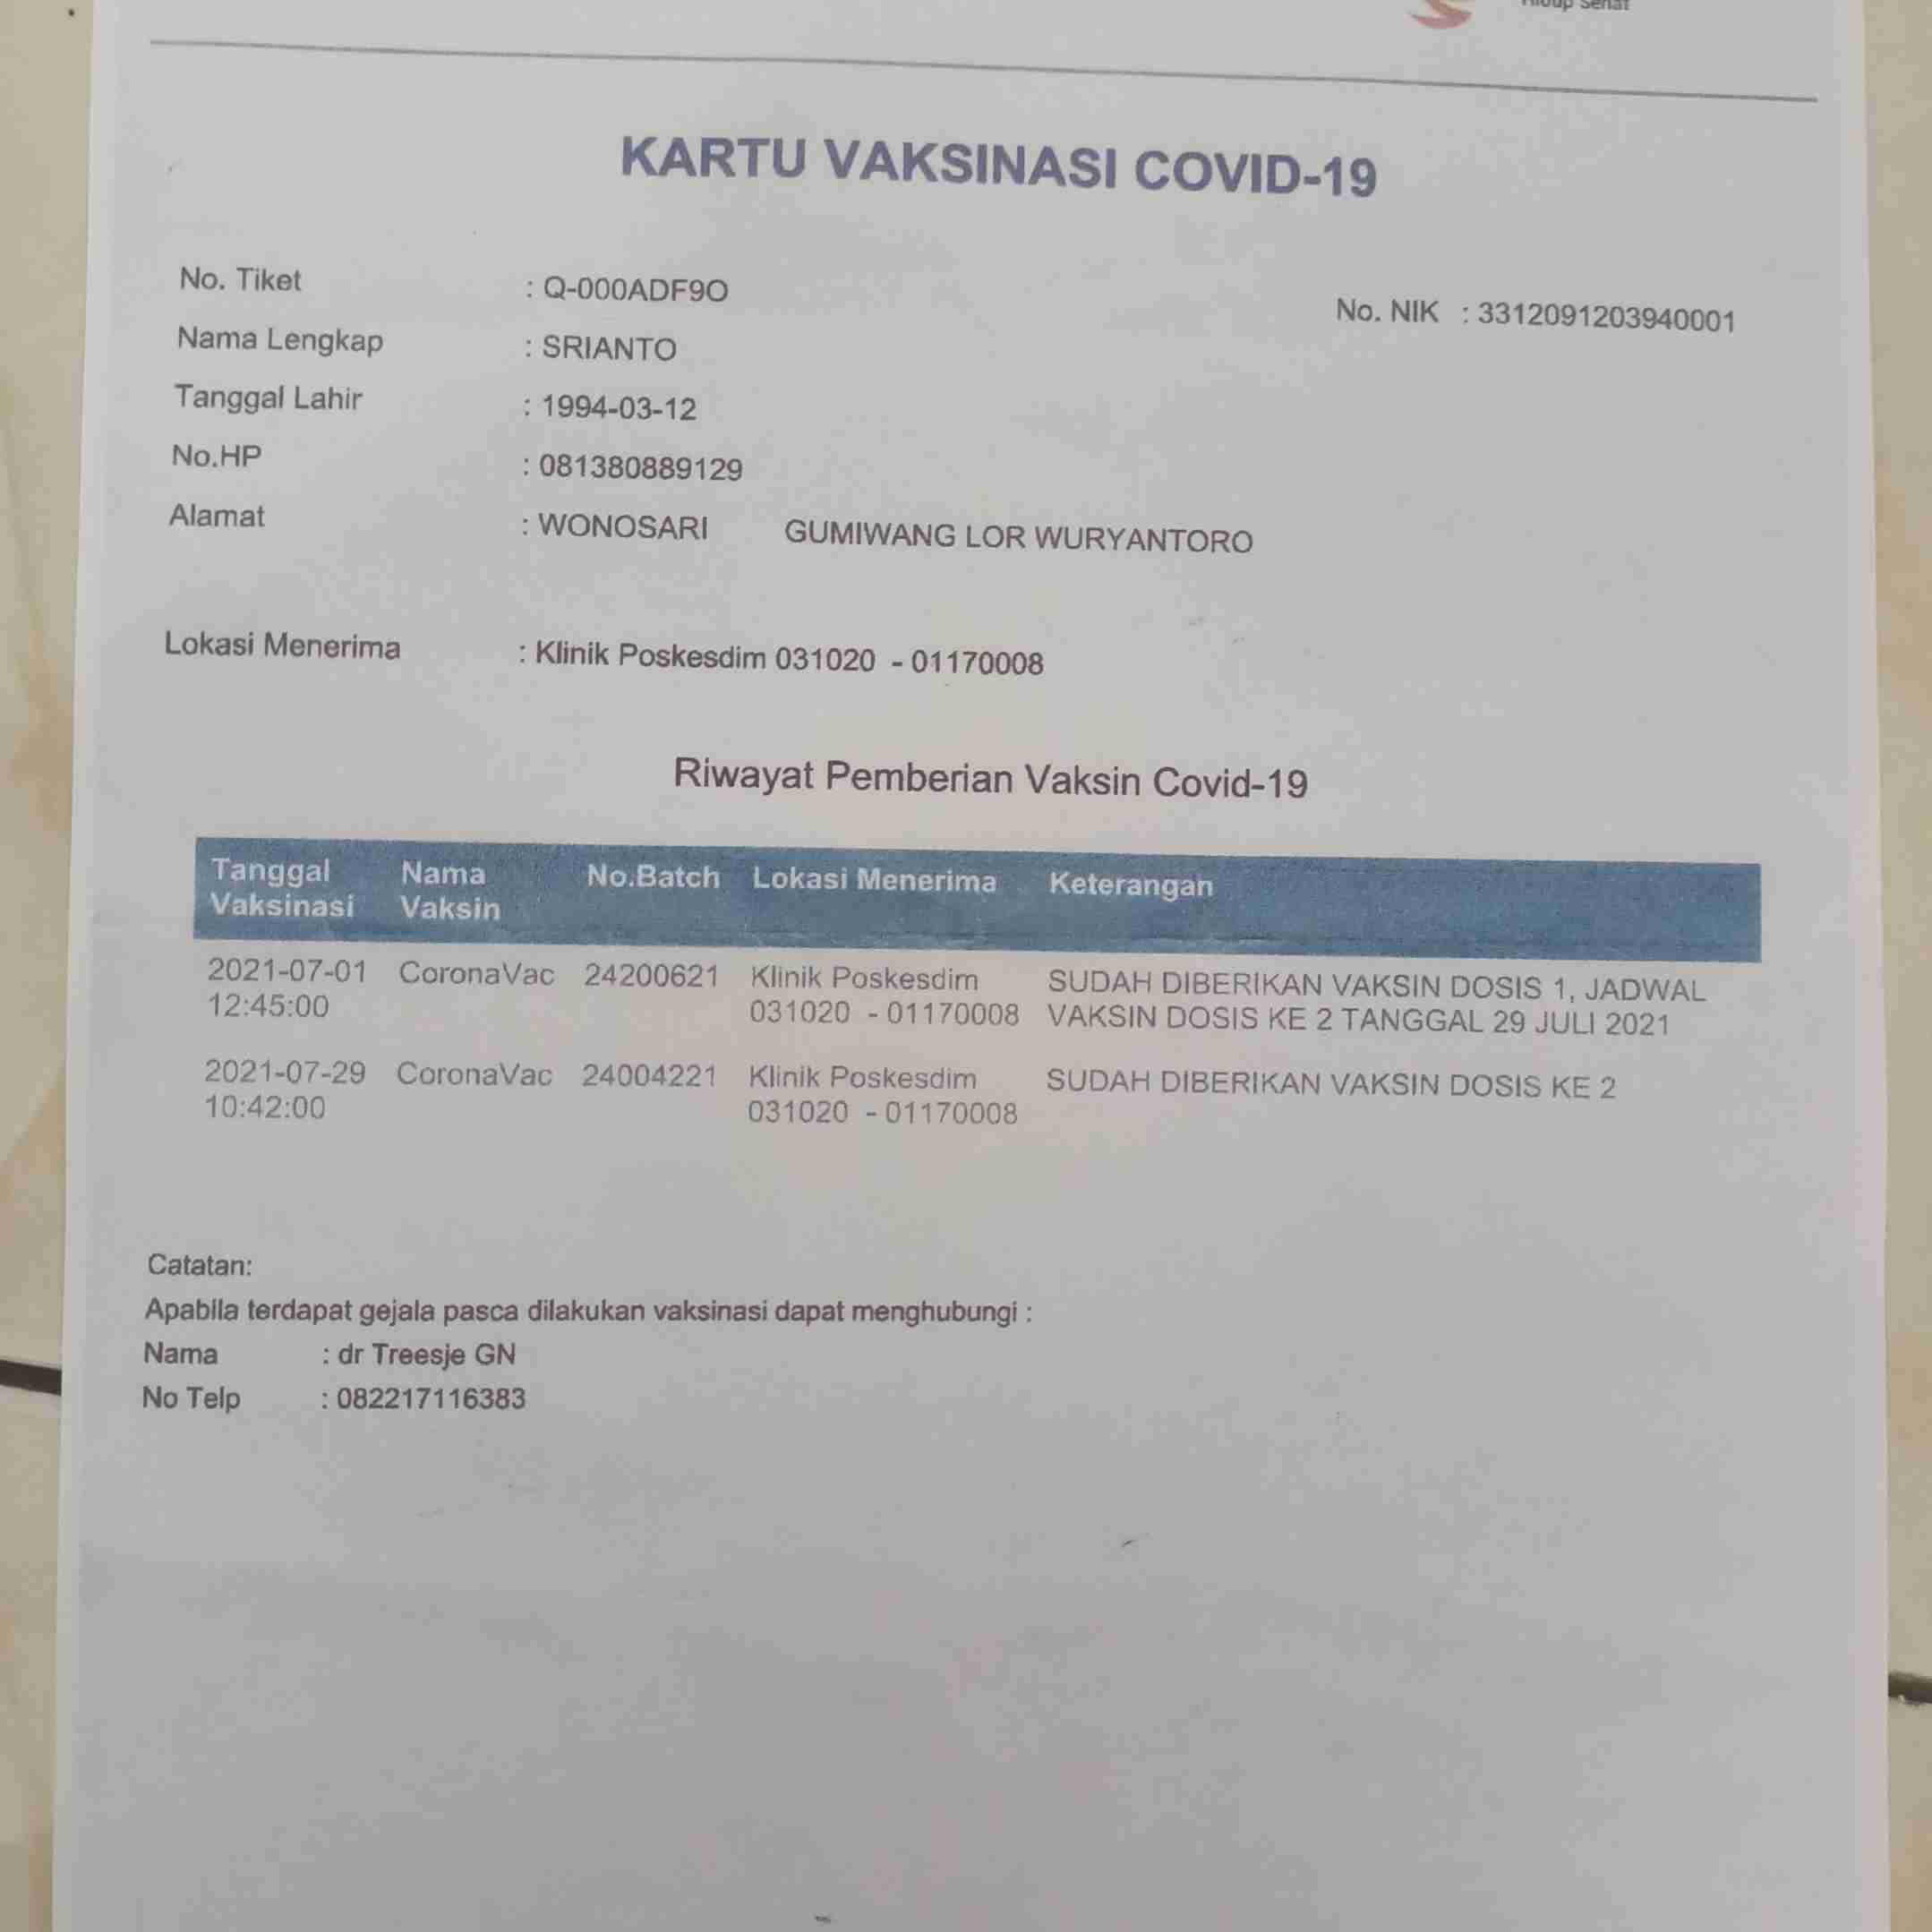 Hidup Sehat
KARTU VAKSINASI COVID-19
No. Tiket : Q-000ADF9O
No. NIK : 3312091203940001
Nama Lengkap : SRIANTO
Tanggal Lahir : 1994-03-12
No.HP : 081380889129
Alamat : WONOSARI GUMIWANG LOR WURYANTORO
Lokasi Menerima : Klinik Poskesdim 031020 - 01170008
Riwayat Pemberian Vaksin Covid-19
Tanggal Vaksinasi Nama Vaksin No.Batch Lokasi Menerima Keterangan
2021-07-01 CoronaVac 24200621 Klinik Poskesdim SUDAH DIBERIKAN VAKSIN DOSIS 1, JADWAL
12:45:00 031020 - 01170008 VAKSIN DOSIS KE 2 TANGGAL 29 JULI 2021
2021-07-29 CoronaVac 24004221 Klinik Poskesdim SUDAH DIBERIKAN VAKSIN DOSIS KE 2
10:42:00 031020 - 01170008
Catatan:
Apabila terdapat gejala pasca dilakukan vaksinasi dapat menghubungi :
Nama : dr Treesje GN
No Telp : 082217116383